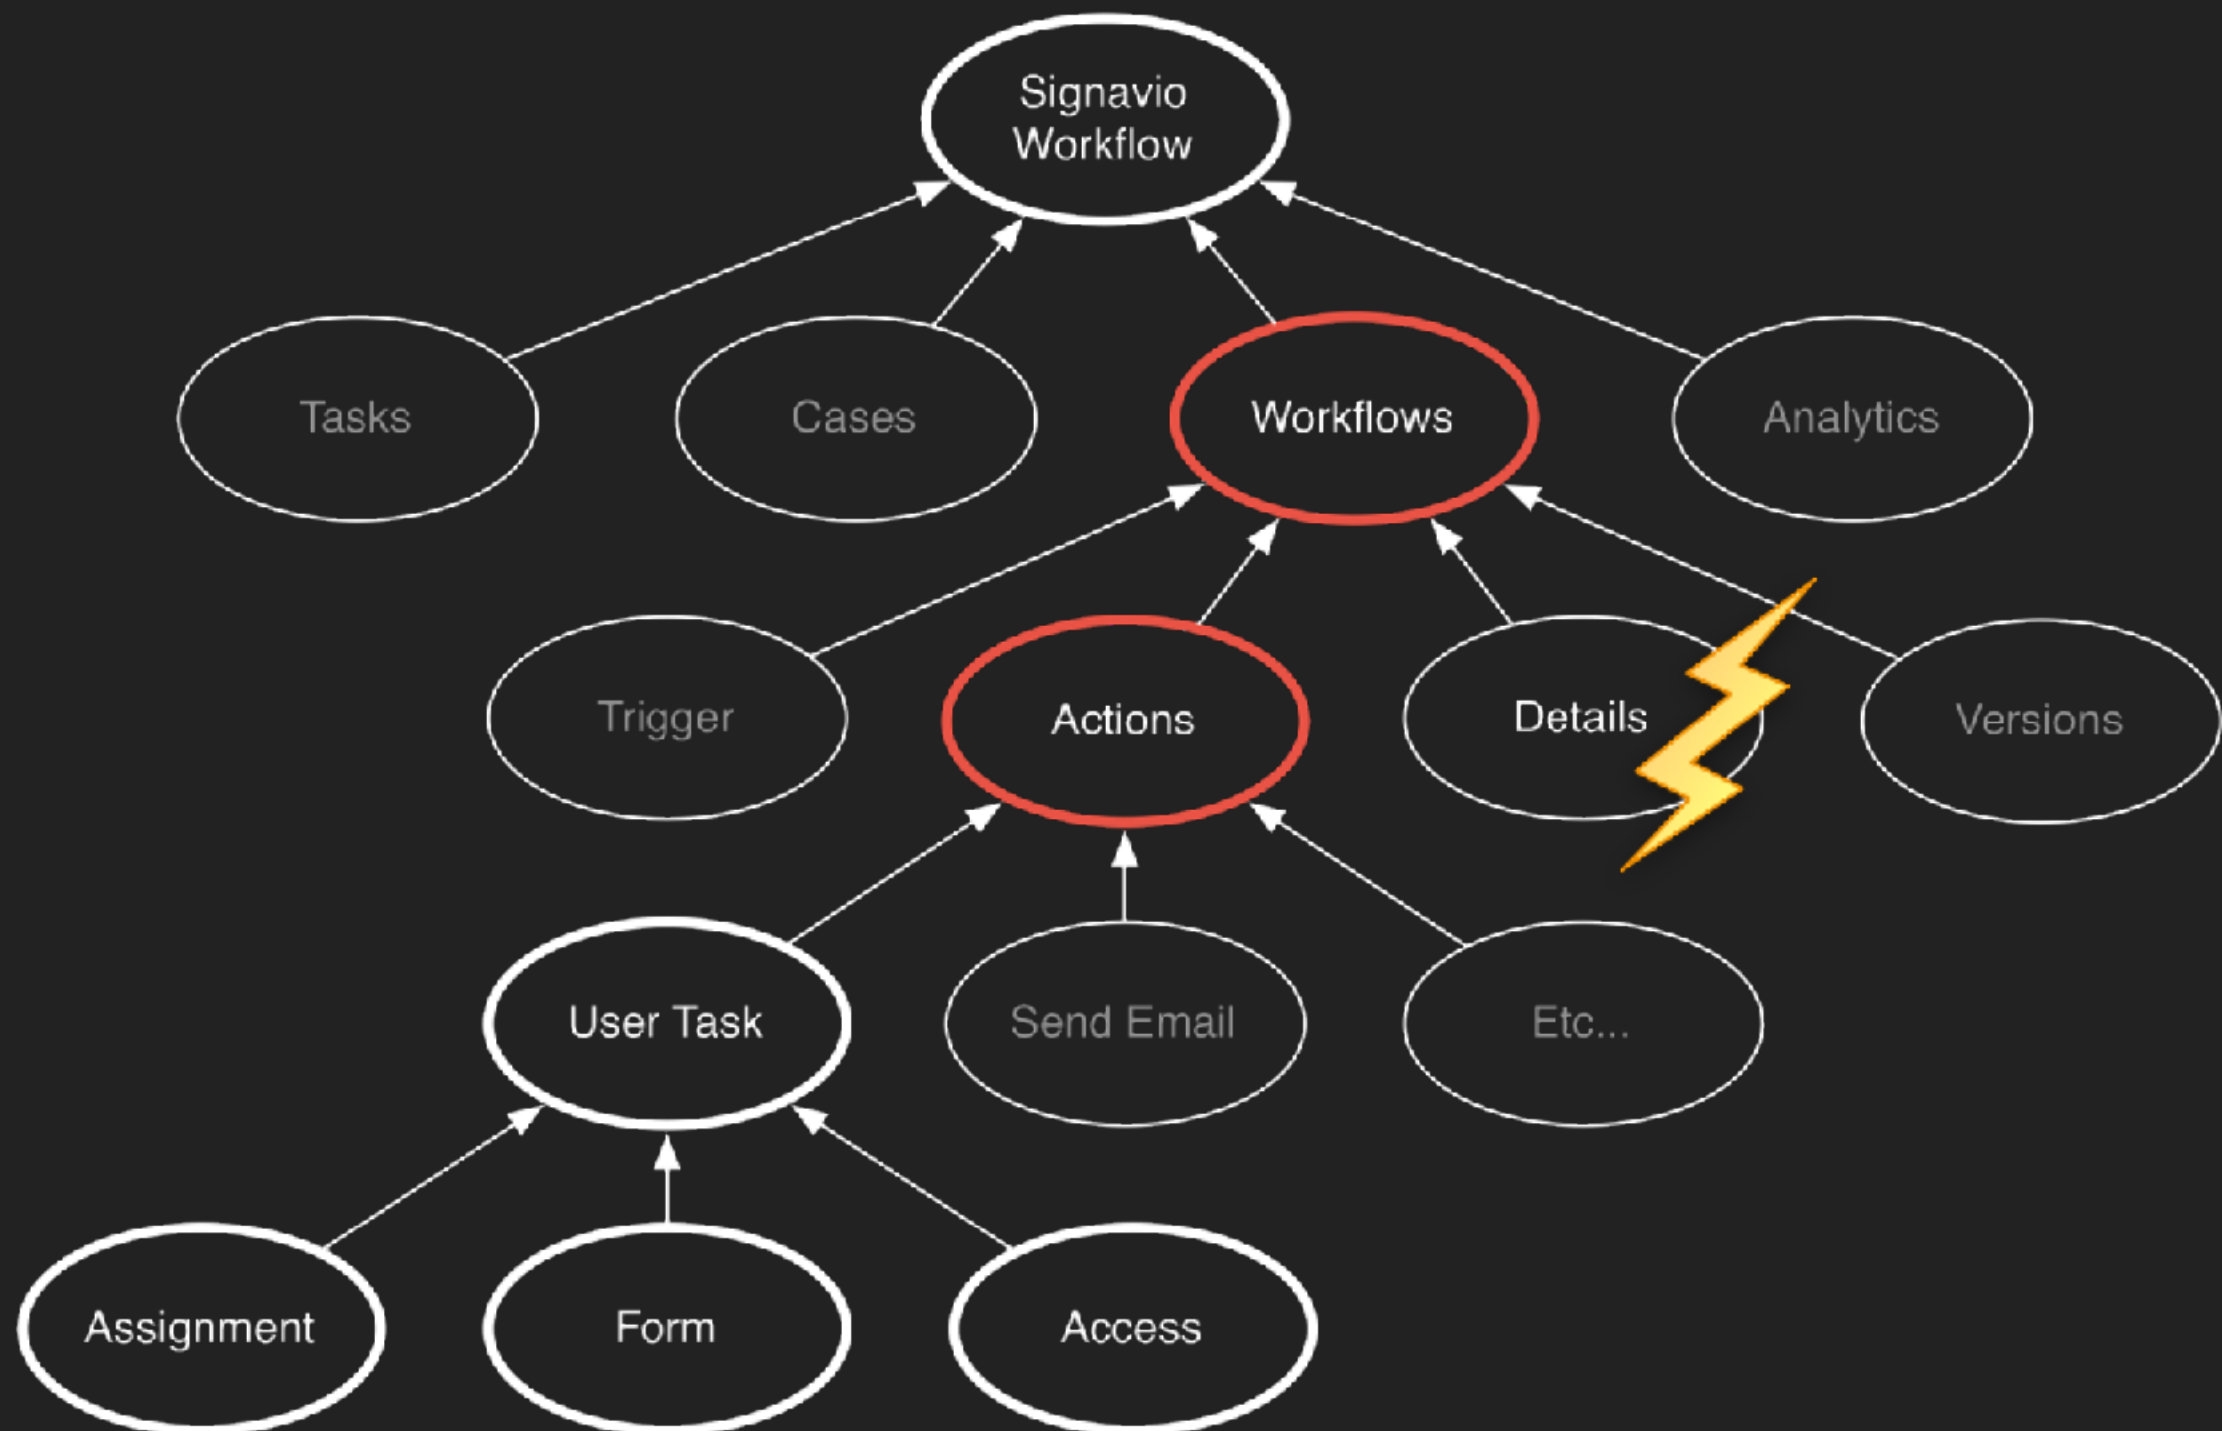 Signavio
Workflow
Tasks
Cases
Workflows
Analytics
Trigger
Actions
Details
Versions
User Task
Send Email
Etc...
Assignment
Form
Access